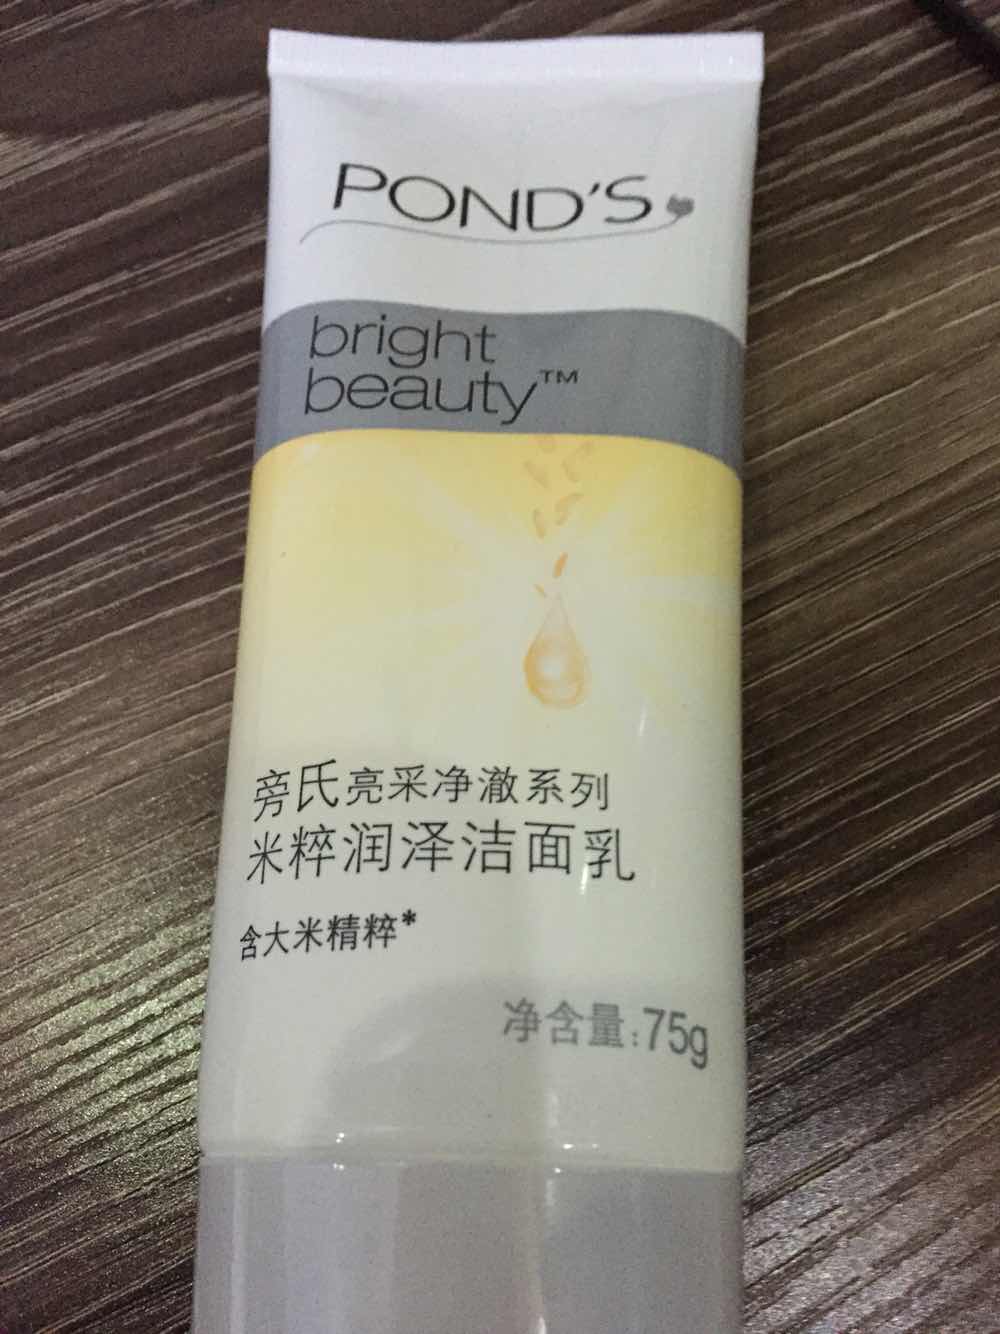 POND'S
bright
beauty™
旁氏亮采净澈系列
米粹润泽洁面乳
含大米精粹*
净含量:75g